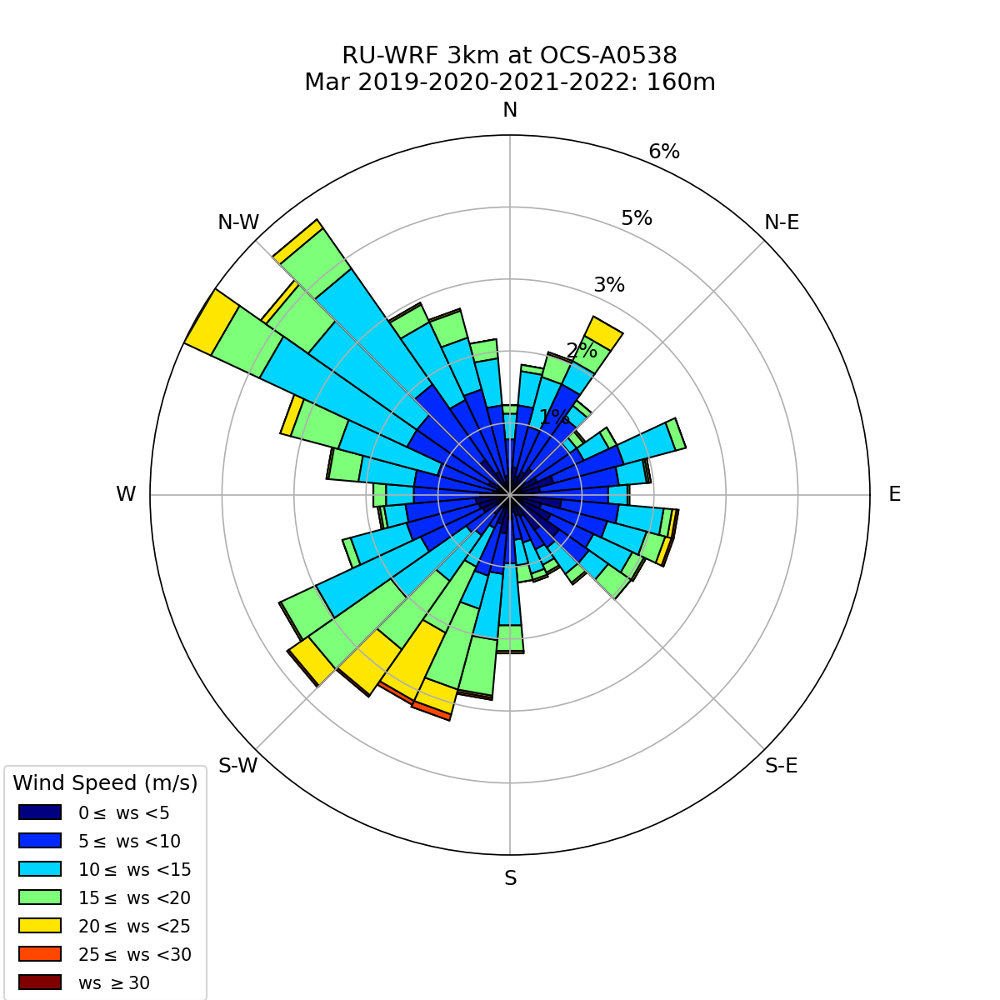 RU-WRF 3km at OCS-A0538
Mar 2019-2020-2021-2022: 160m
N
6%
N-W
5%
N-E
3%
2%
1%
W
E
S-W
S-E
S
Wind Speed (m/s)
0 ≤ ws <5
5 ≤ ws <10
10 ≤ ws <15
15 ≤ ws <20
20 ≤ ws <25
25 ≤ ws <30
ws ≥ 30